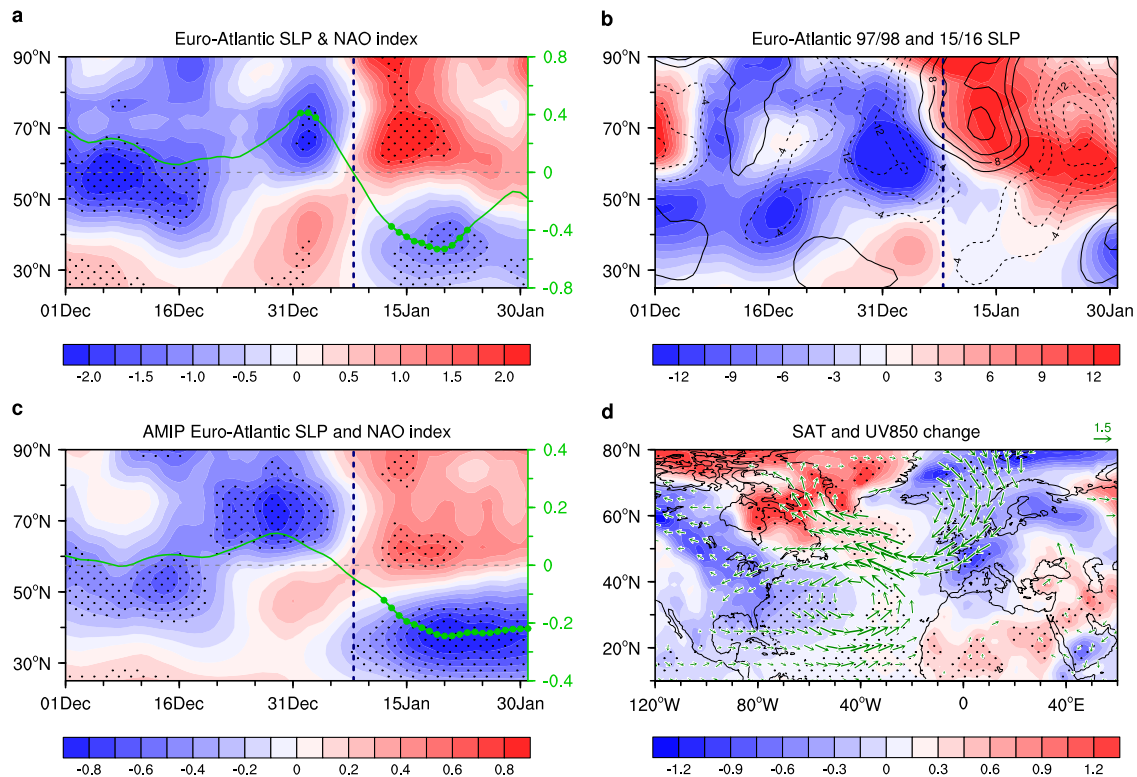 a
Euro-Atlantic SLP & NAO index
90°N
70°N
50°N
30°N
0.8
0.4
0
-0.4
-0.8
01Dec 16Dec 31Dec 15Jan 30Jan
-2.0 -1.5 -1.0 -0.5 0 0.5 1.0 1.5 2.0
b
Euro-Atlantic 97/98 and 15/16 SLP
90°N
70°N
50°N
30°N
01Dec 16Dec 31Dec 15Jan 30Jan
-12 -9 -6 -3 0 3 6 9 12
c
AMIP Euro-Atlantic SLP and NAO index
90°N
70°N
50°N
30°N
0.4
0.2
0
-0.2
-0.4
01Dec 16Dec 31Dec 15Jan 30Jan
-0.8 -0.6 -0.4 -0.2 0 0.2 0.4 0.6 0.8
d
SAT and UV850 change
1.5
80°N
60°N
40°N
20°N
120°W 80°W 40°W 0 40°E
-1.2 -0.9 -0.6 -0.3 0 0.3 0.6 0.9 1.2